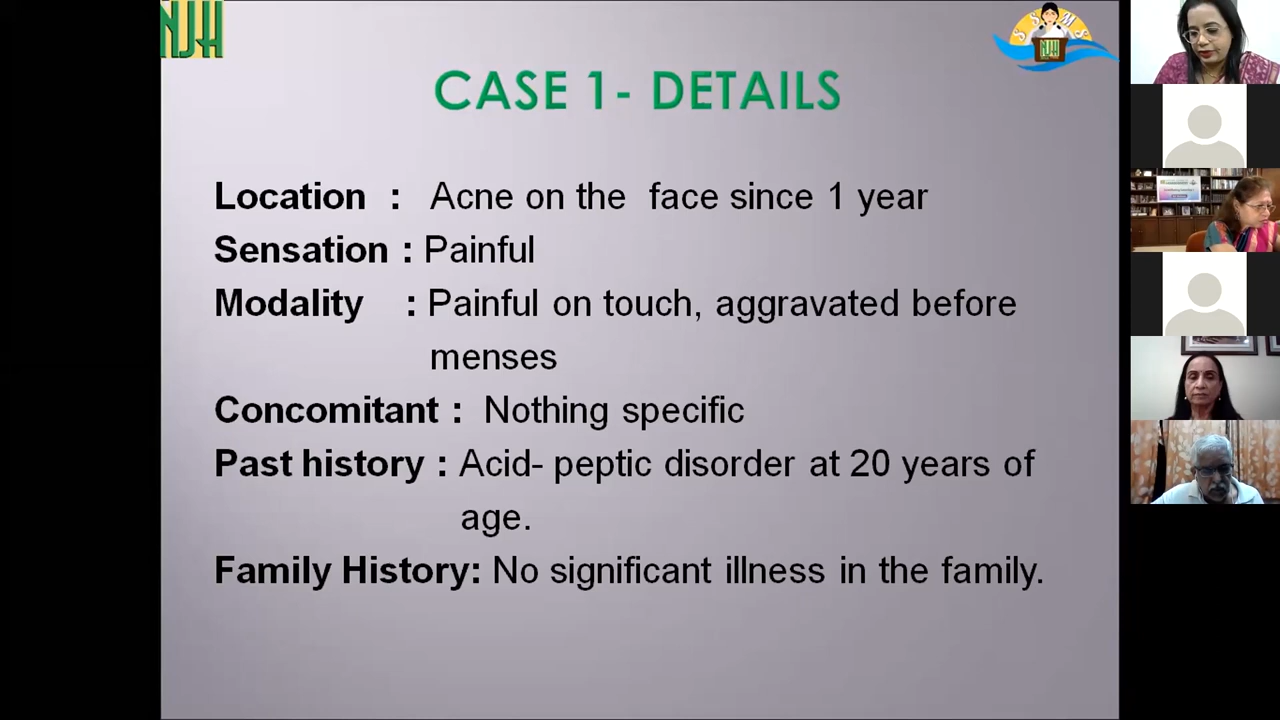 NJH
S S M S
NJH
CASE 1- DETAILS
Location : Acne on the face since 1 year
Sensation : Painful
Modality : Painful on touch, aggravated before
menses
Concomitant : Nothing specific
Past history : Acid- peptic disorder at 20 years of
age.
Family History: No significant illness in the family.